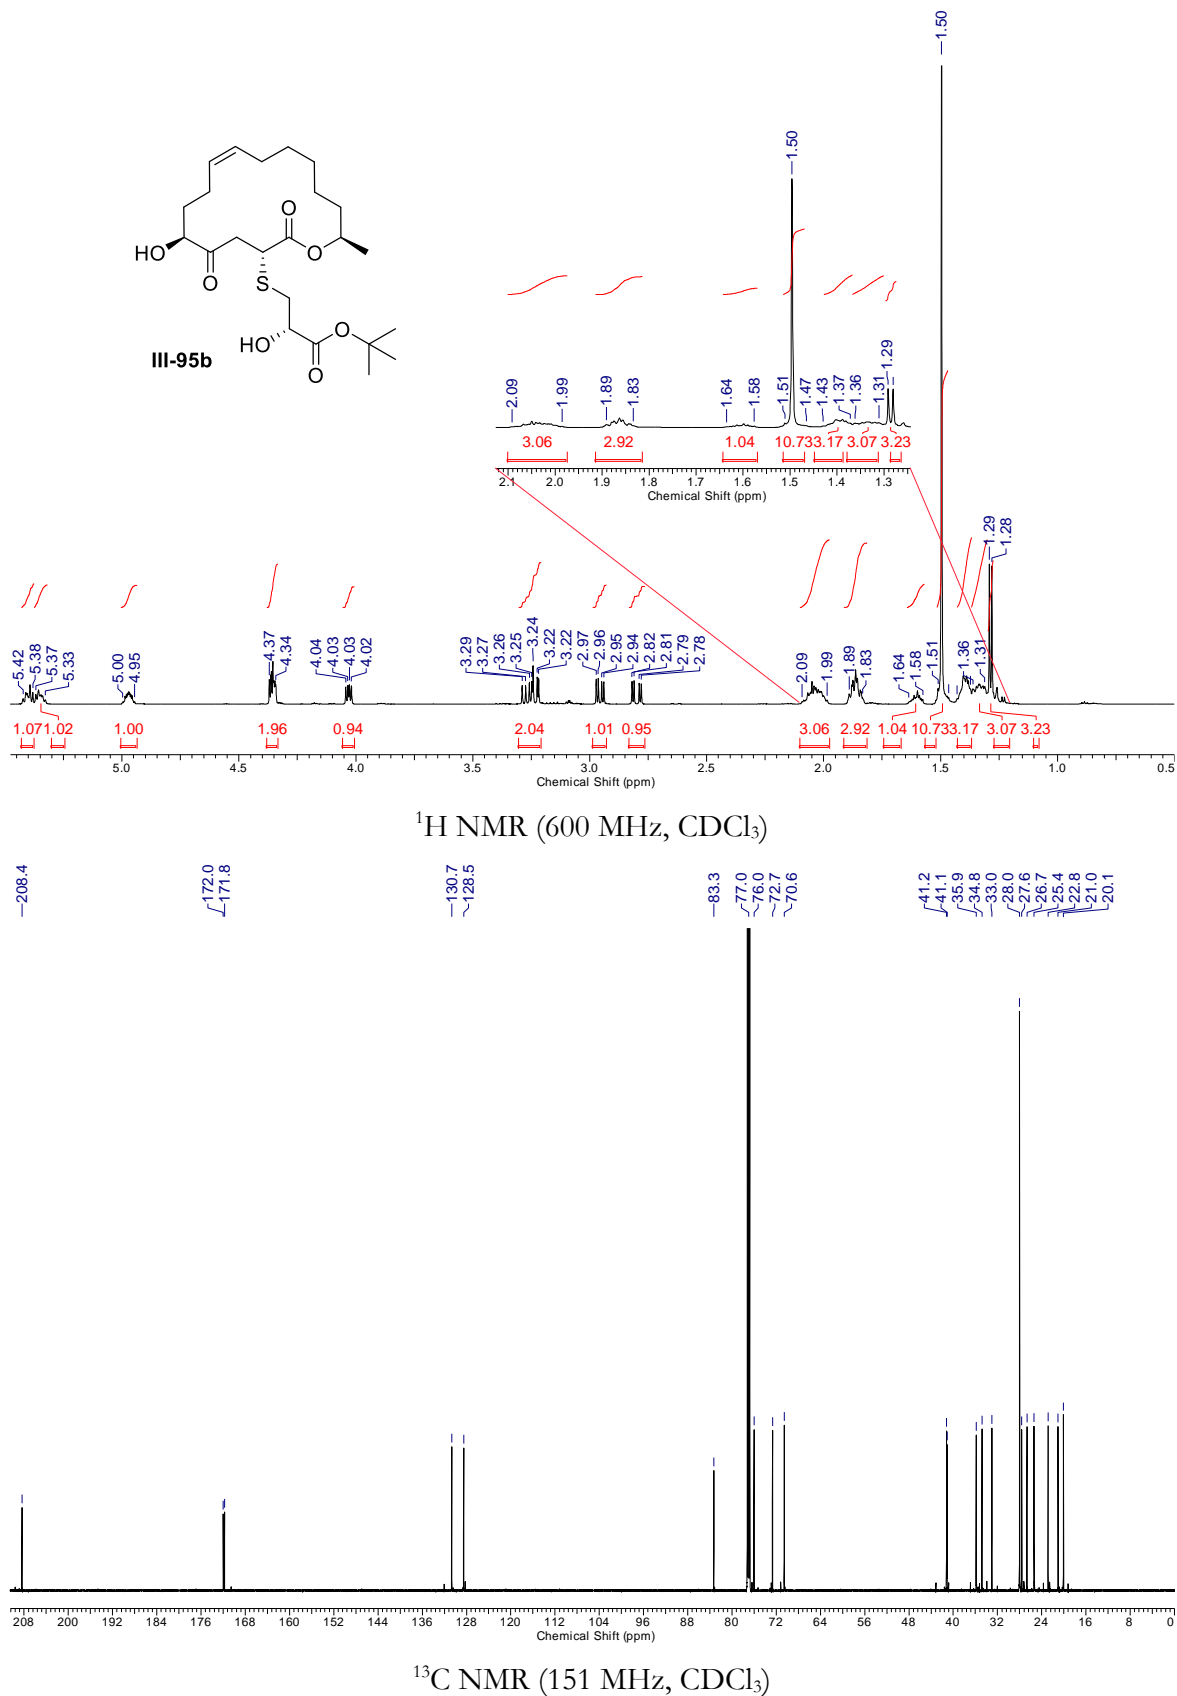 1.50
HO
O
O
O
S
HO
O
O
III-95b
1.50
2.09 1.99 1.89 1.83 1.64 1.58 1.51 1.47 1.43 1.37 1.36 1.31 1.29
3.06 2.92 1.04 10.73 3.17 3.07 3.23
2.1 2.0 1.9 1.8 1.7 1.6 1.5 1.4 1.3
Chemical Shift (ppm)
5.42 5.38 5.37 5.33 5.00 4.95 4.37 4.34 4.04 4.03 4.03 4.02 3.29 3.27 3.26 3.25 3.24 3.22 3.22 2.97 2.96 2.95 2.94 2.82 2.81 2.79 2.78 2.09 1.99 1.89 1.83 1.64 1.58 1.51 1.36 1.31 1.29 1.28
1.07 1.02 1.00 1.96 0.94 2.04 1.01 0.95 3.06 2.92 1.04 10.73 3.17 3.07 3.23
5.0 4.5 4.0 3.5 3.0 2.5 2.0 1.5 1.0 0.5
Chemical Shift (ppm)
¹H NMR (600 MHz, CDCl₃)
208.4 172.0 171.8 130.7 128.5 83.3 77.0 76.0 72.7 70.6 41.2 41.1 35.9 34.8 33.0 28.0 27.6 26.7 25.4 22.8 21.0 20.1
208 200 192 184 176 168 160 152 144 136 128 120 112 104 96 88 80 72 64 56 48 40 32 24 16 8 0
Chemical Shift (ppm)
¹³C NMR (151 MHz, CDCl₃)